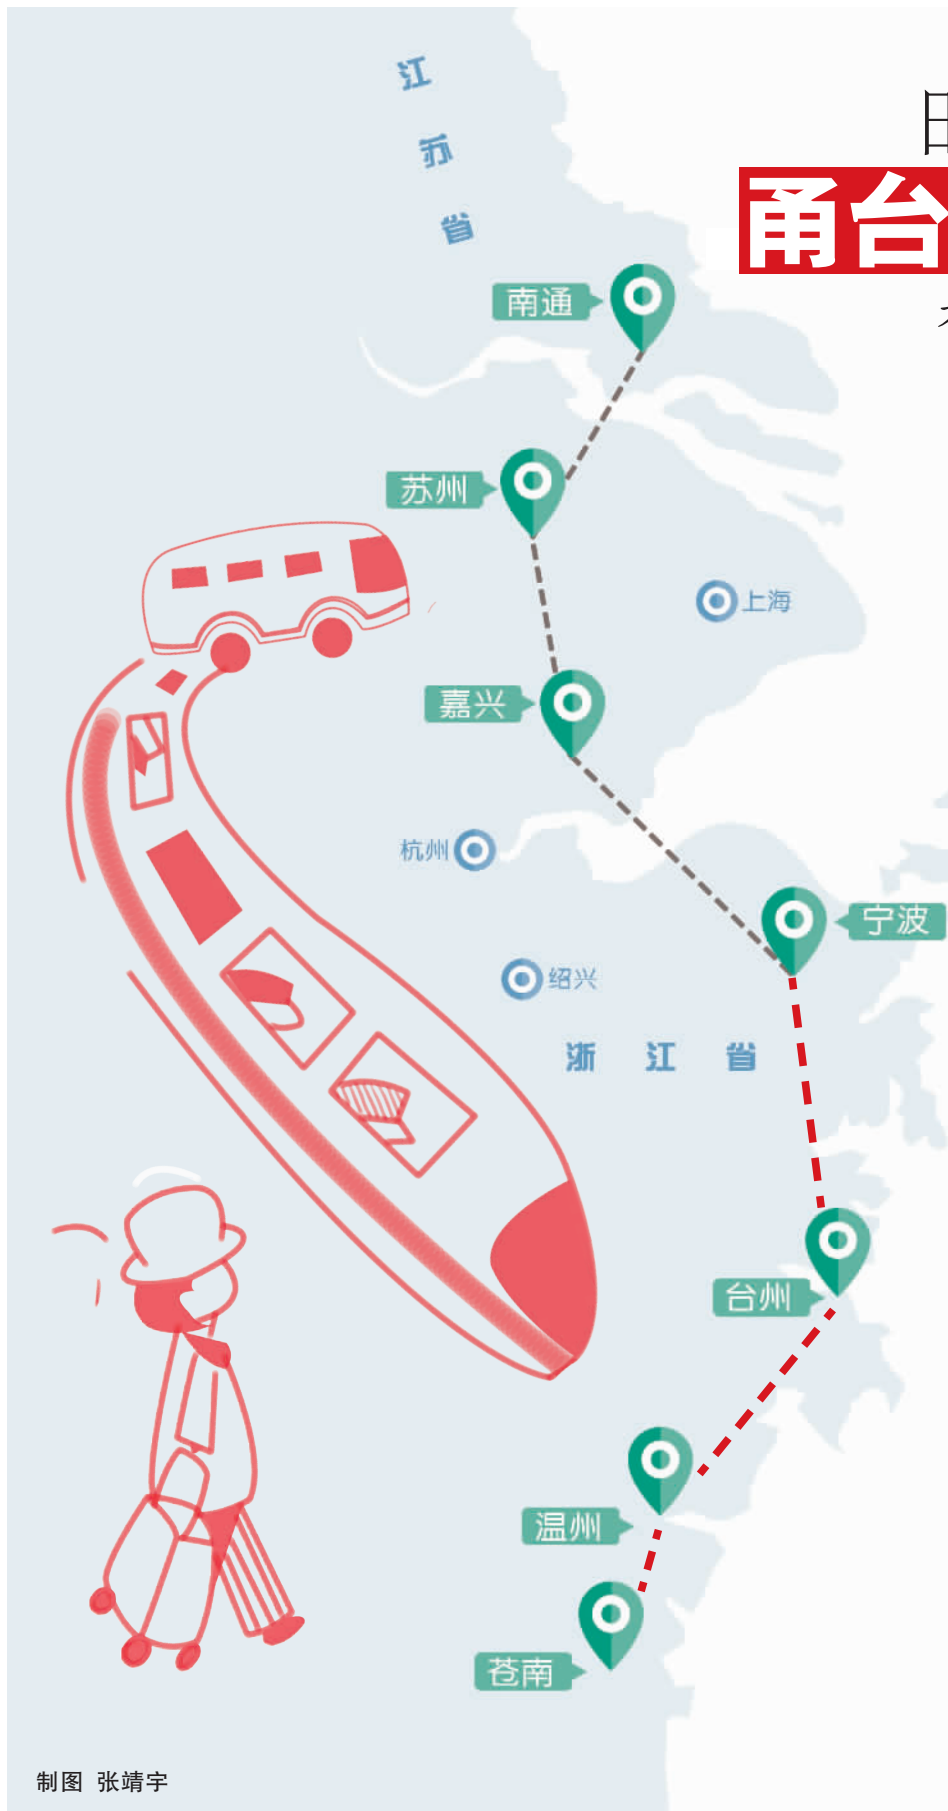 江
苏
省
甬台
南通
苏州
上海
嘉兴
杭州
宁波
绍兴
浙江省
台州
温州
苍南
制图 张靖宇